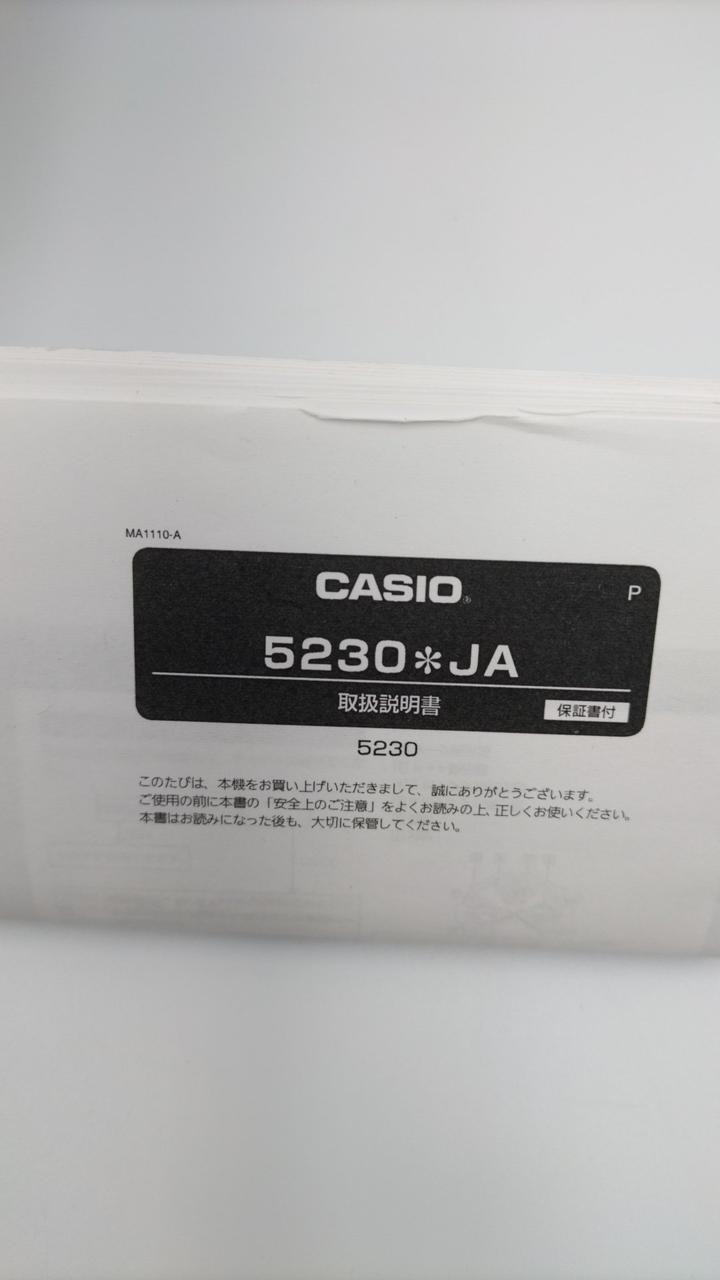 MA1110-A
CASIO®
P
5230*JA
取扱説明書
保証書付
5230
このたびは、本機をお買い上げいただきまして、誠にありがとうございます。
ご使用の前に本書の「安全上のご注意」をよくお読みの上、正しくお使いください。
本書はお読みになった後も、大切に保管してください。